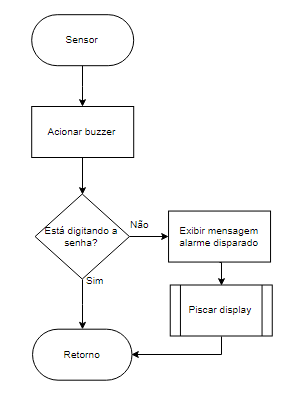 Sensor
Acionar buzzer
Está digitando a
senha?
Não
Exibir mensagem
alarme disparado
Sim
Piscar display
Retorno